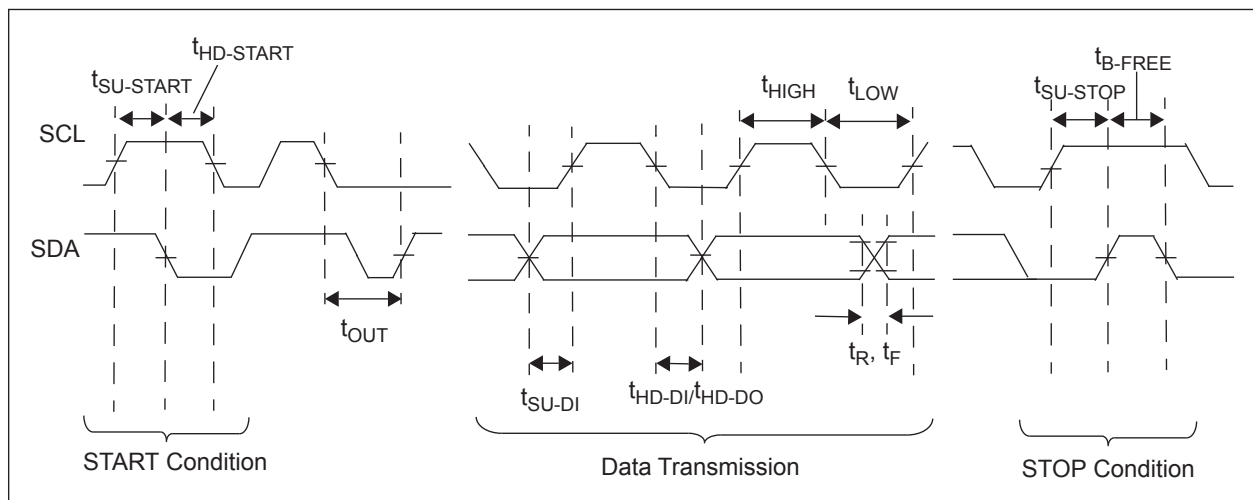 tHD-START
tSU-START
SCL
SDA
tOUT
START Condition
tHIGH
tLOW
tSU-DI
tHD-DI/tHD-DO
tR, tF
Data Transmission
tB-FREE
tSU-STOP
STOP Condition